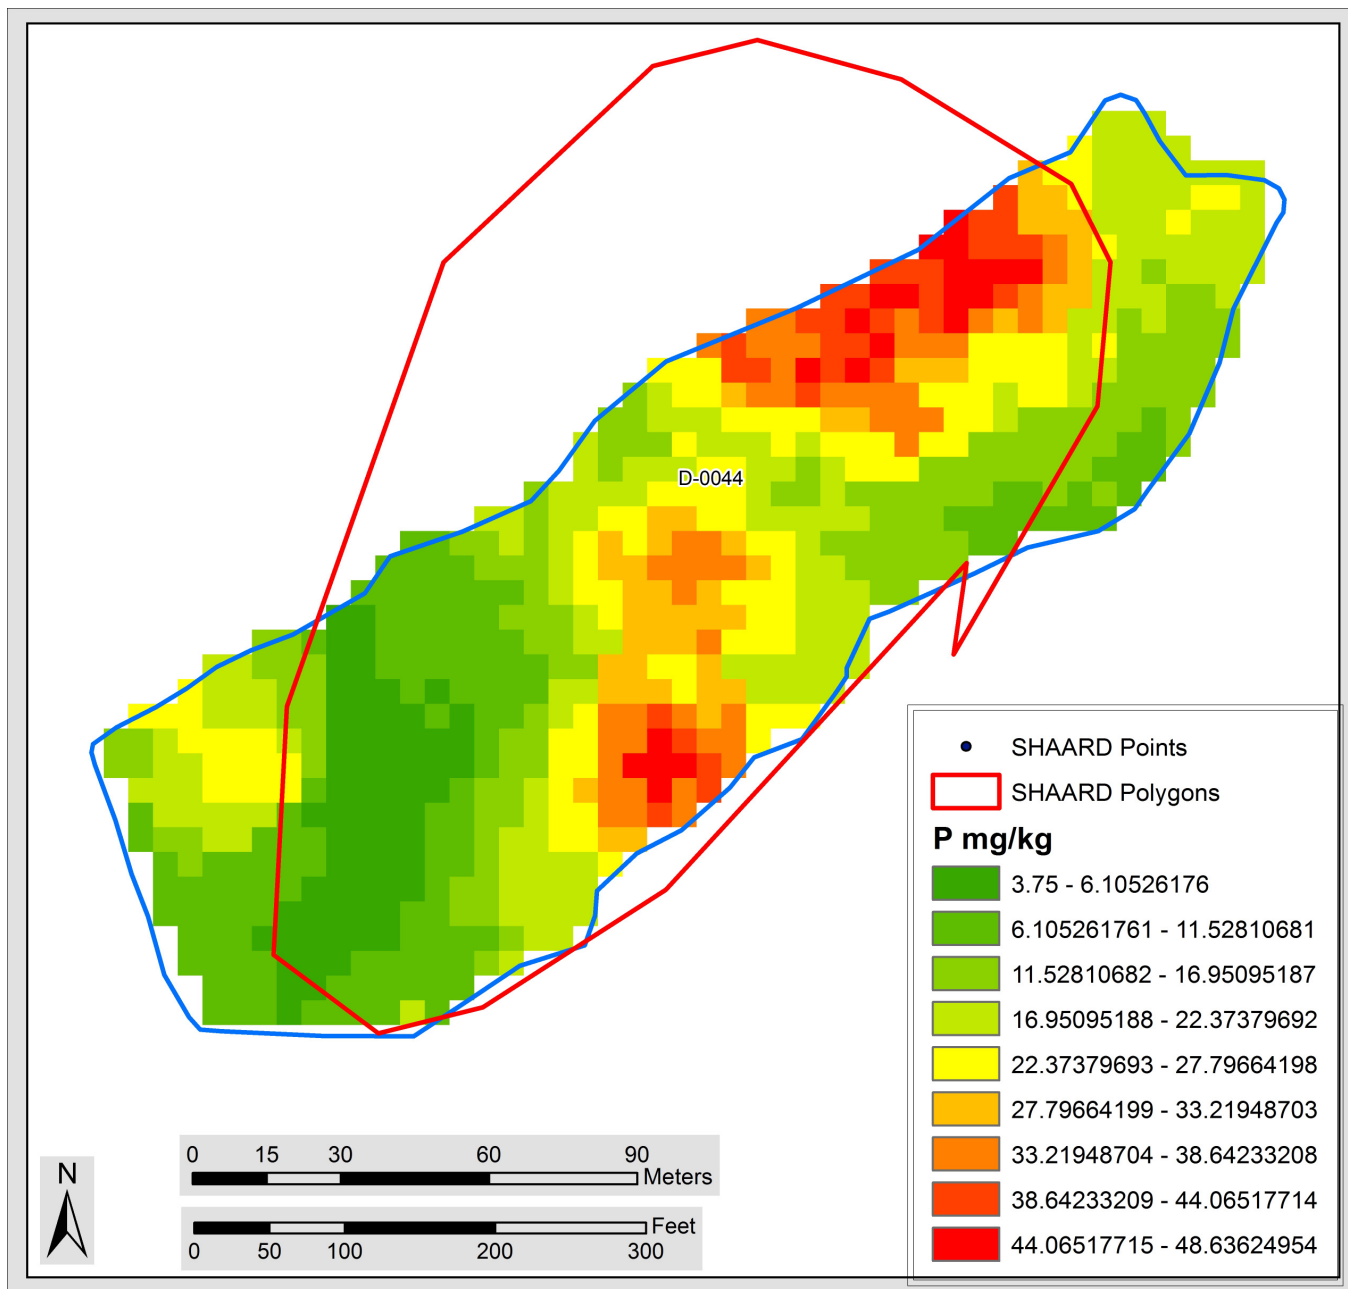 D-0044
SHAARD Points
SHAARD Polygons
P mg/kg
3.75 - 6.10526176
6.105261761 - 11.52810681
11.52810682 - 16.95095187
16.95095188 - 22.37379692
22.37379693 - 27.79664198
27.79664199 - 33.21948703
33.21948704 - 38.64233208
38.64233209 - 44.06517714
44.06517715 - 48.63624954
N
0 15 30 60 90
Meters
Feet
0 50 100 200 300